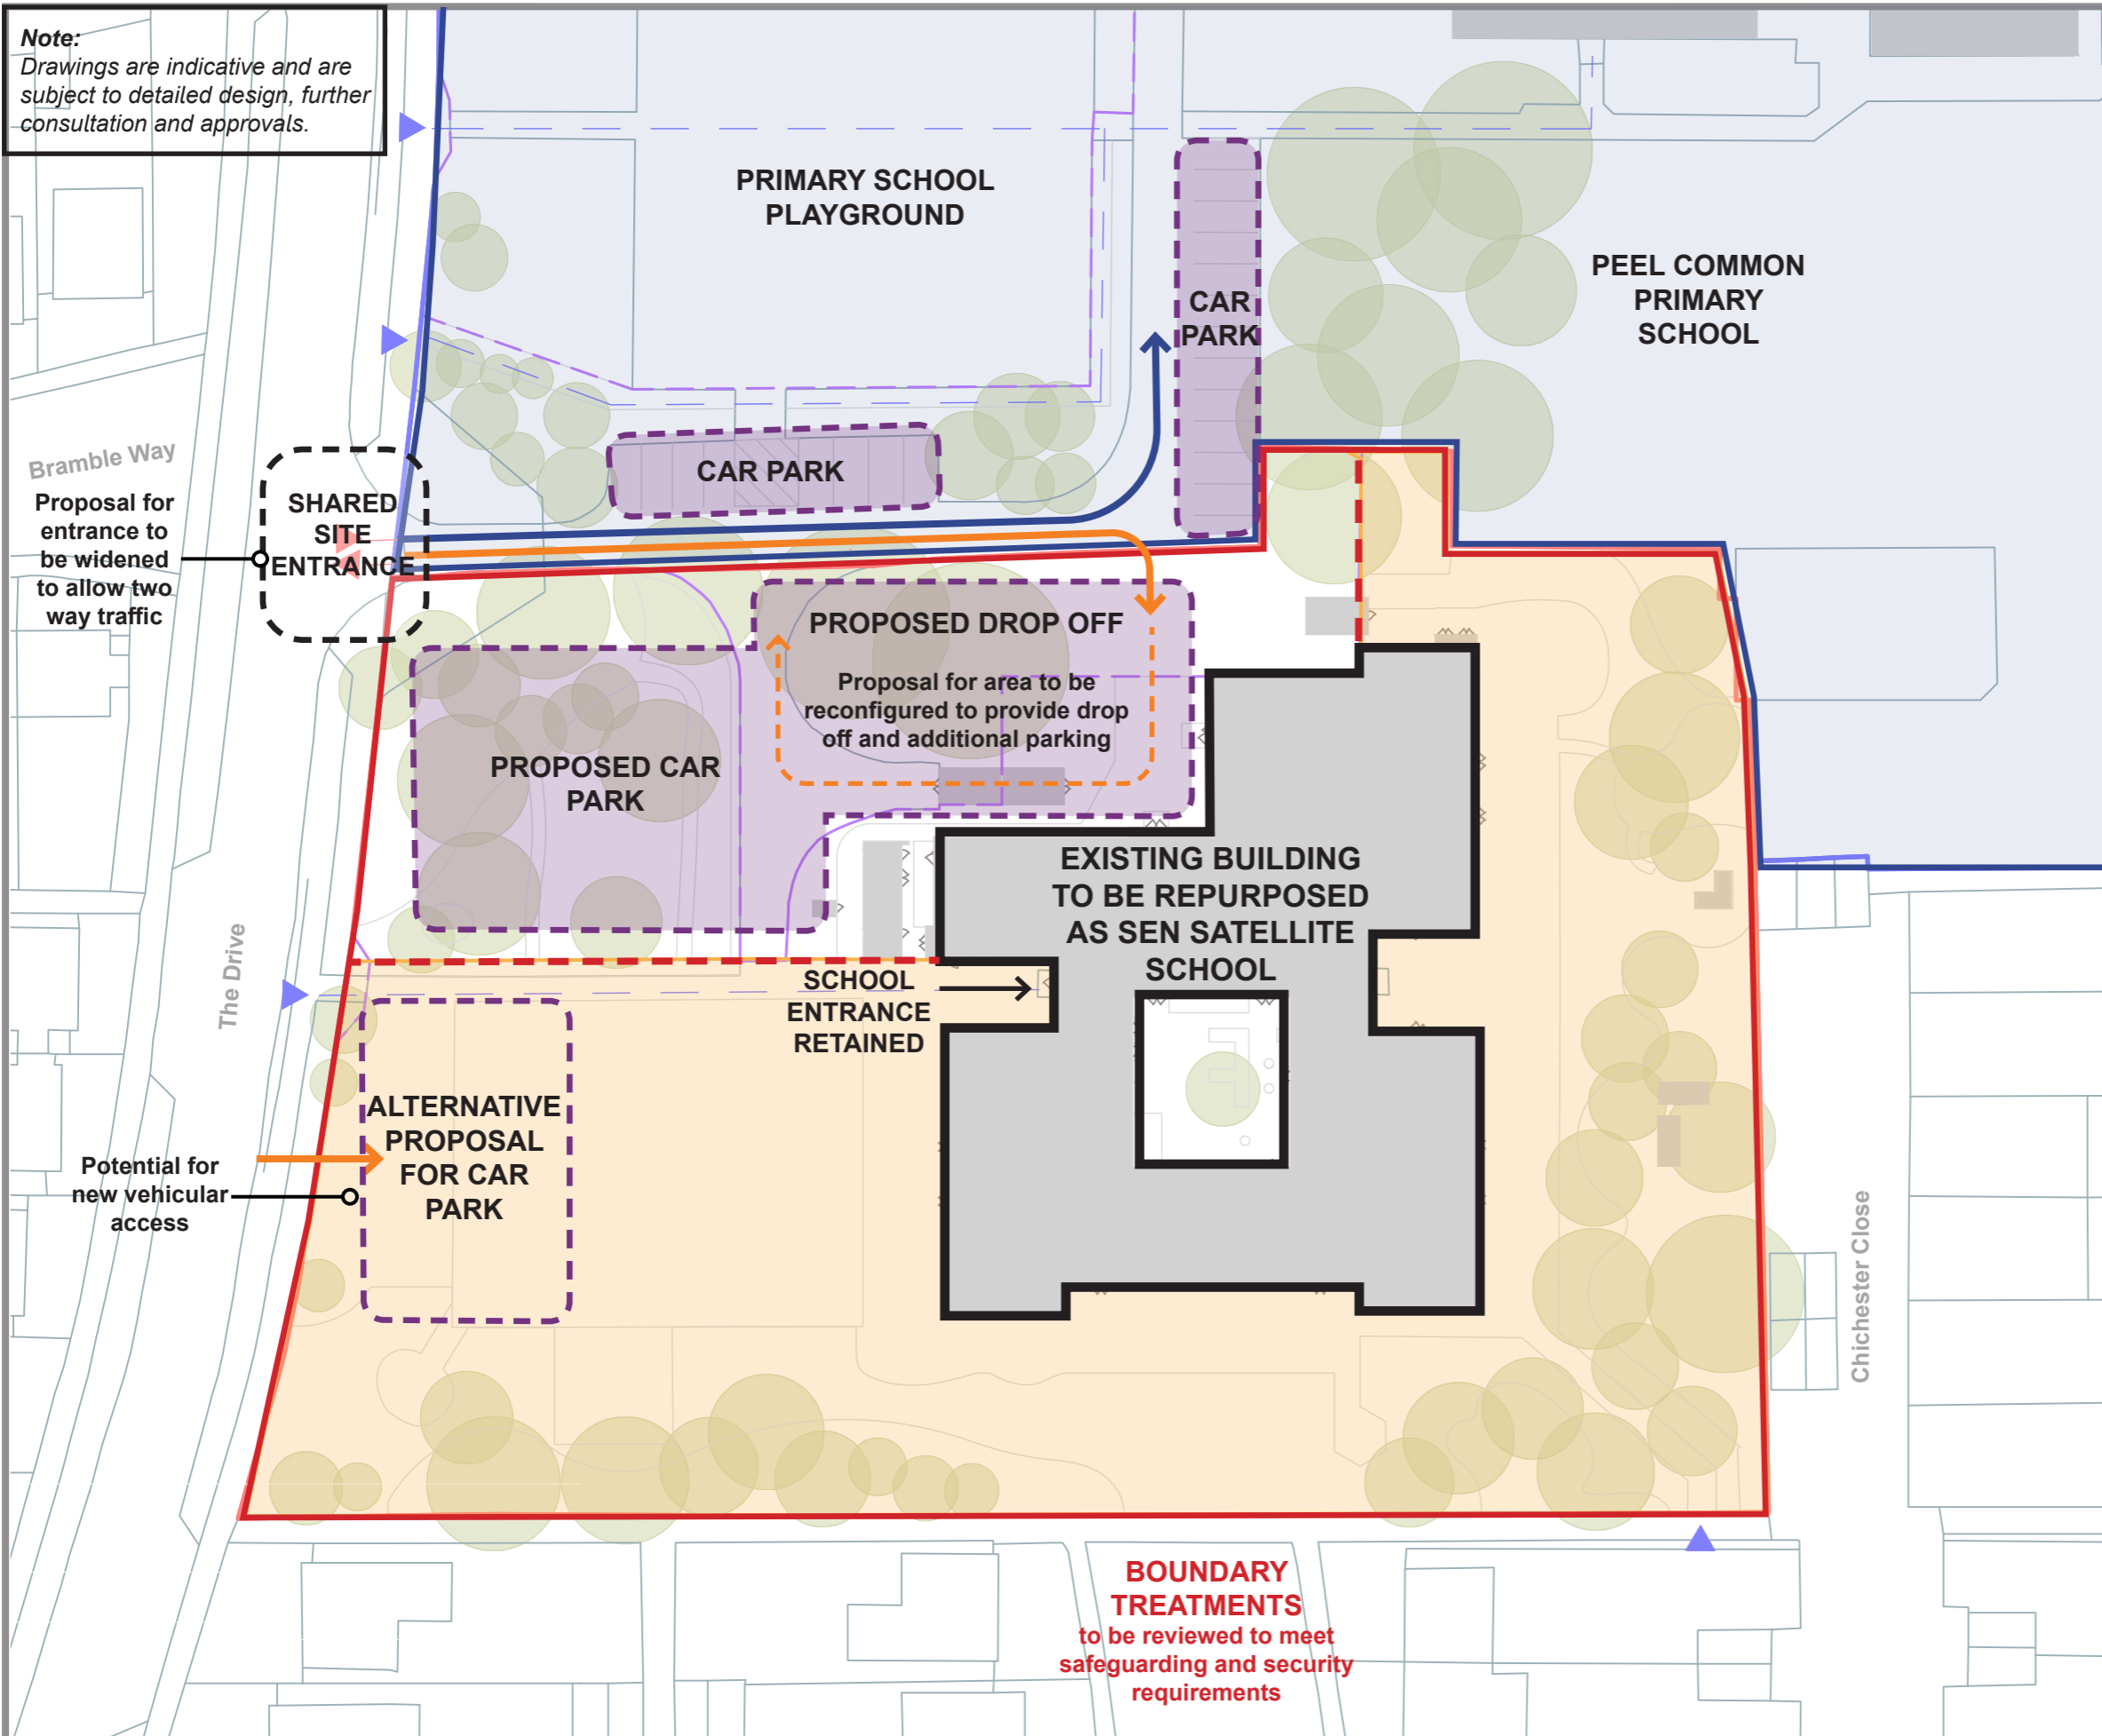 Note:
Drawings are indicative and are
subject to detailed design, further
consultation and approvals.
PRIMARY SCHOOL
PLAYGROUND
PEEL COMMON
PRIMARY
SCHOOL
CAR
PARK
CAR PARK
Bramble Way
Proposal for
entrance to
be widened
to allow two
way traffic
SHARED
SITE
ENTRANCE
PROPOSED DROP OFF
Proposal for area to be
reconfigured to provide drop
off and additional parking
PROPOSED CAR
PARK
EXISTING BUILDING
TO BE REPURPOSED
AS SEN SATELLITE
SCHOOL
SCHOOL
ENTRANCE
RETAINED
The Drive
ALTERNATIVE
PROPOSAL
FOR CAR
PARK
Potential for
new vehicular
access
Chichester Close
BOUNDARY
TREATMENTS
to be reviewed to meet
safeguarding and security
requirements